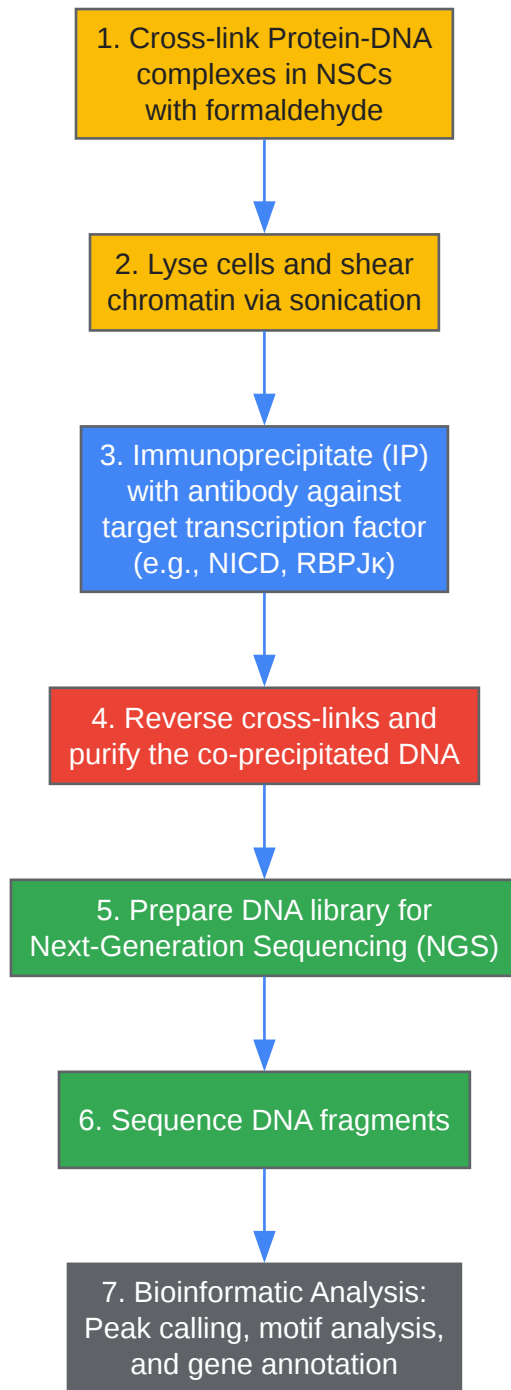 1. Cross-link Protein-DNA
complexes in NSCs
with formaldehyde
2. Lyse cells and shear
chromatin via sonication
3. Immunoprecipitate (IP)
with antibody against
target transcription factor
(e.g., NICD, RBPJκ)
4. Reverse cross-links and
purify the co-precipitated DNA
5. Prepare DNA library for
Next-Generation Sequencing (NGS)
6. Sequence DNA fragments
7. Bioinformatic Analysis:
Peak calling, motif analysis,
and gene annotation